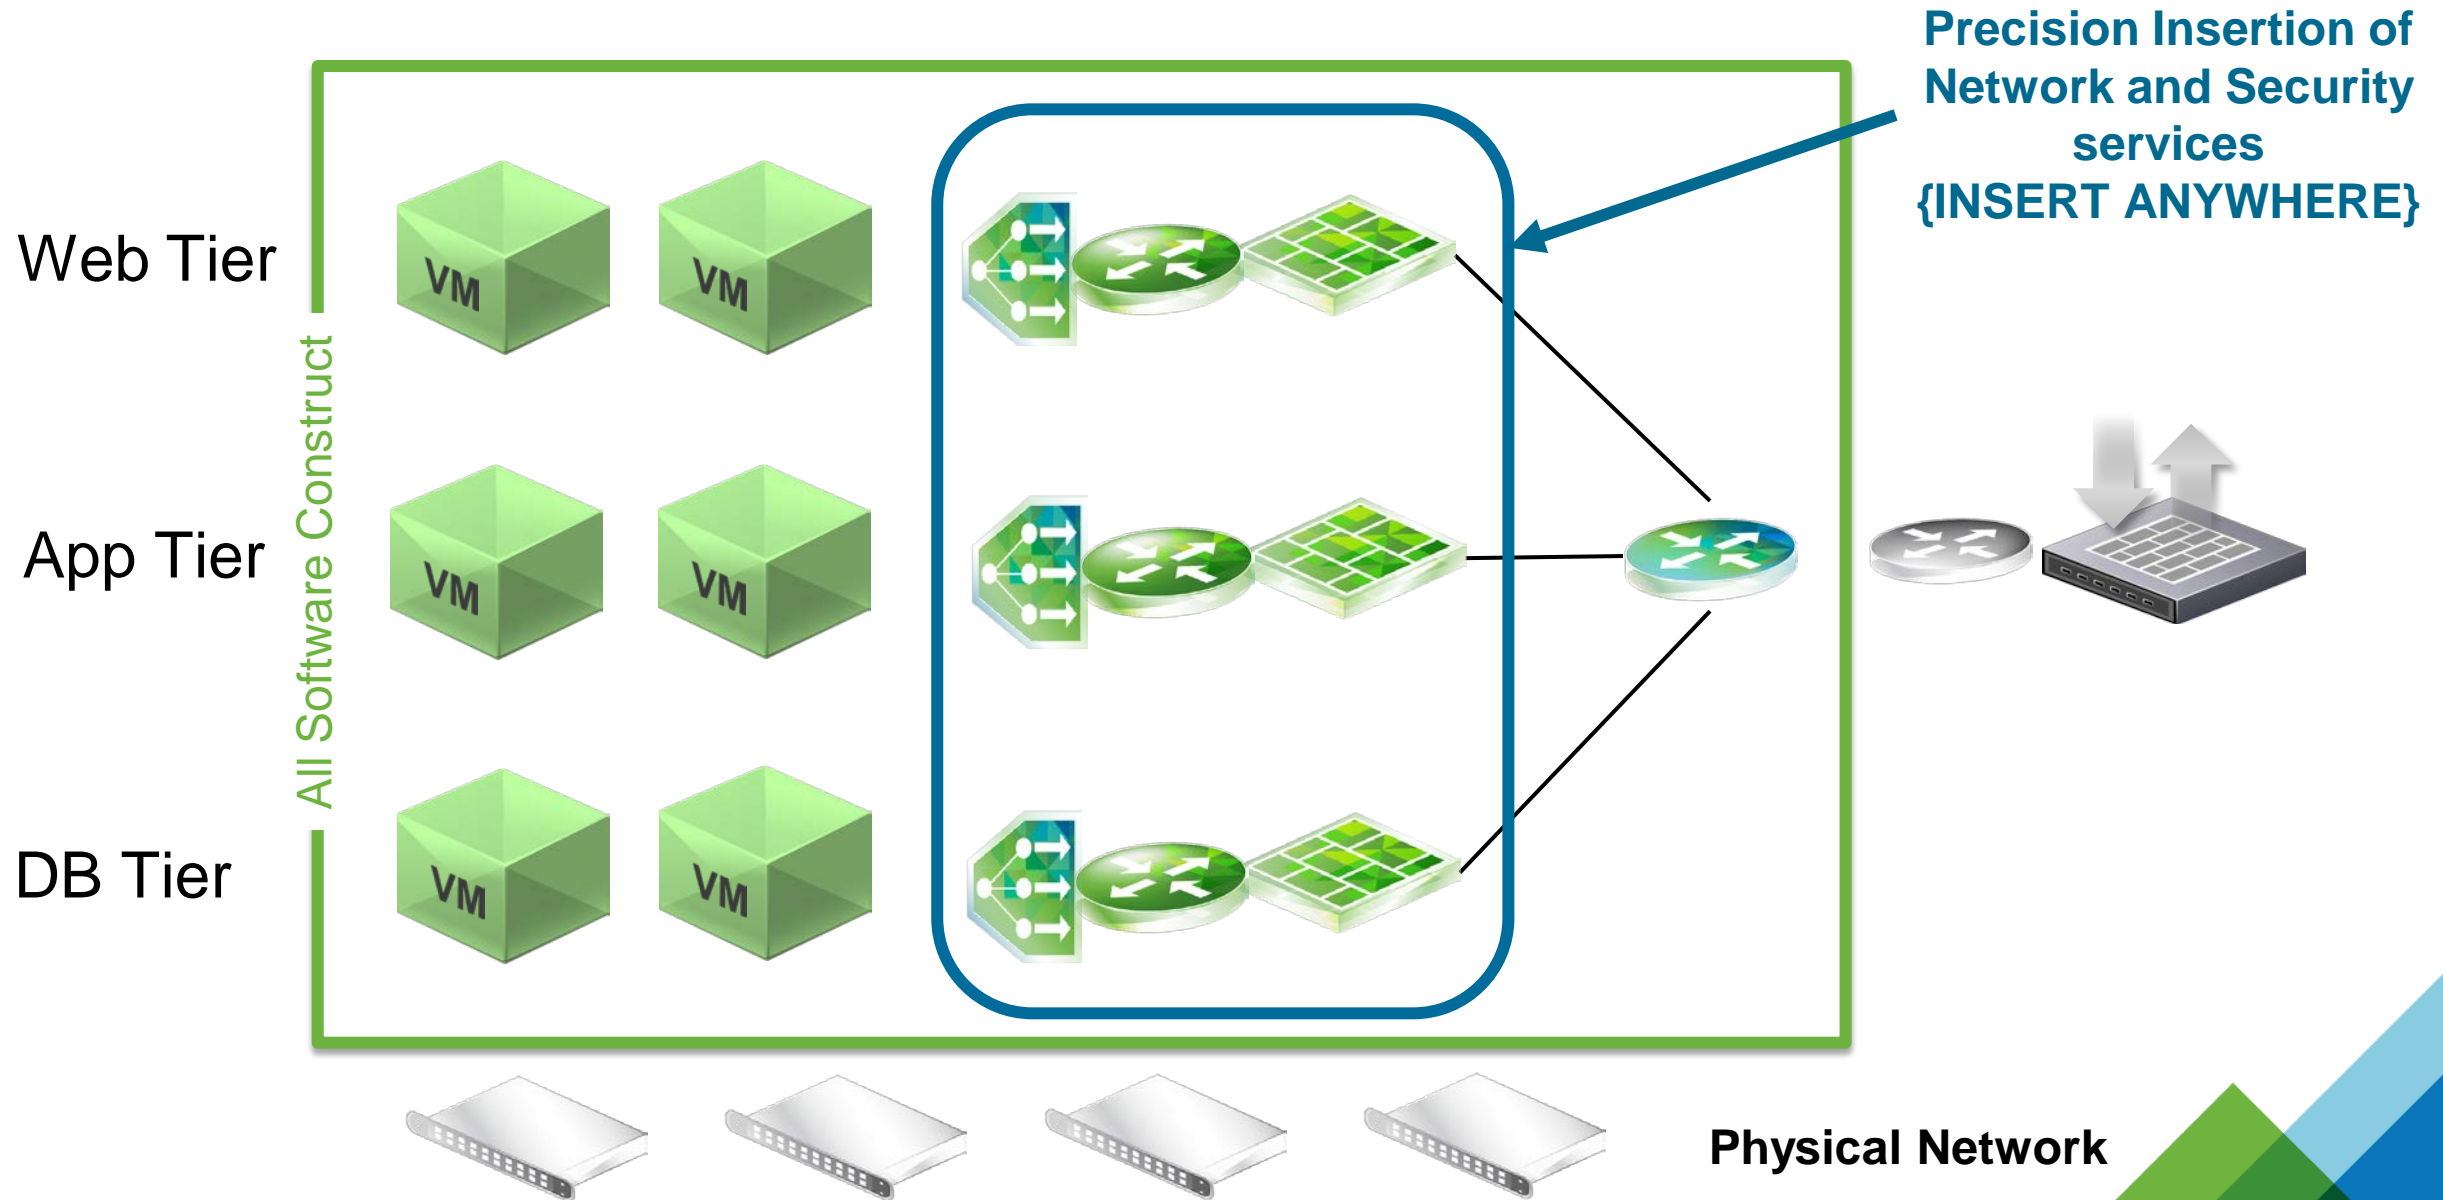 Precision Insertion of
Network and Security
services
{INSERT ANYWHERE}
Web Tier
VM
VM
All Software Construct
App Tier
VM
VM
DB Tier
VM
VM
Physical Network